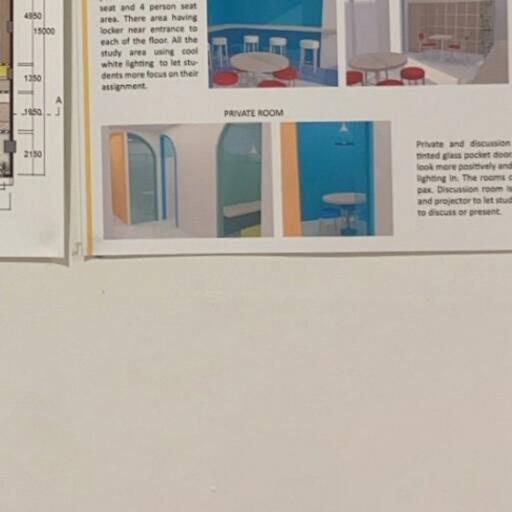 4950
15000
1350
1950
A
2150
seat and 4 person seat
area. There area having
locker near entrance to
each of the floor. All the
study area using cool
white lighting to let stu-
dents more focus on their
assignment.
PRIVATE ROOM
Private and discussion
tinted glass pocket door
look more positively and
lighting in. The rooms
pax. Discussion room is
and projector to let stud
to discuss or present.